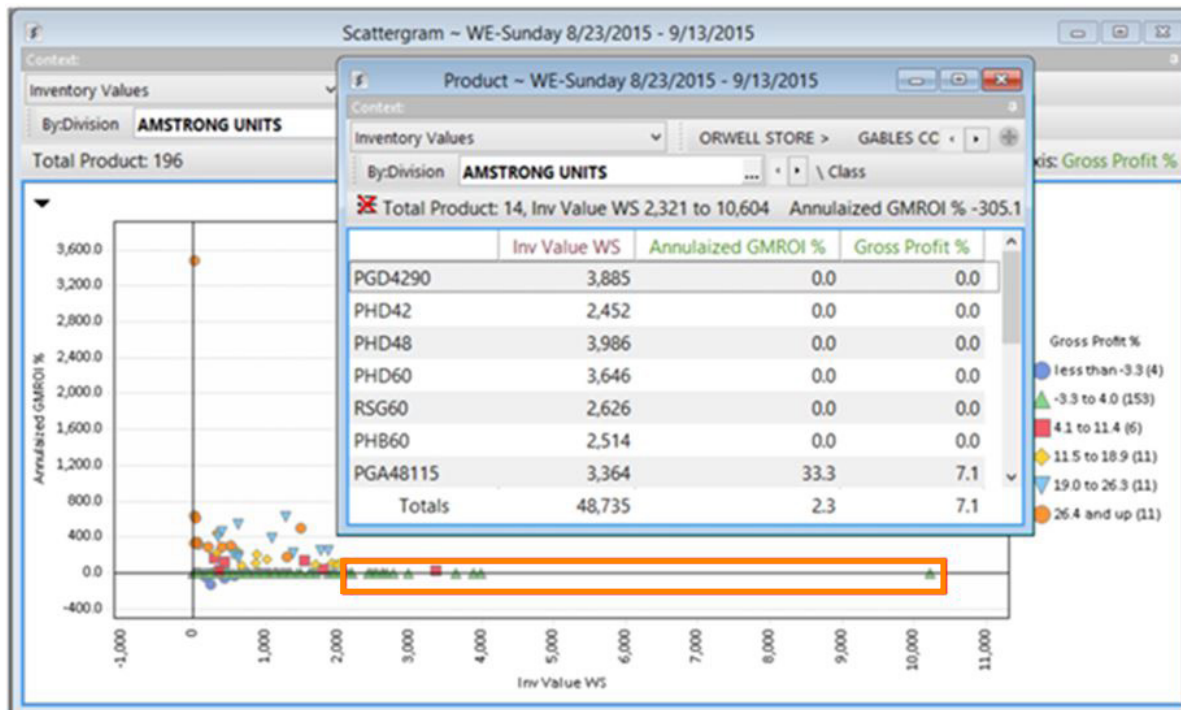 Scattergram ~ WE-Sunday 8/23/2015 - 9/13/2015
Context:
Inventory Values
By:Division AMSTRONG UNITS
Total Product: 196
xis: Gross Profit %
Product ~ WE-Sunday 8/23/2015 - 9/13/2015
Context:
Inventory Values ORWELL STORE > GABLES CC
By:Division AMSTRONG UNITS ... \ Class
Total Product: 14, Inv Value WS 2,321 to 10,604 Annulaized GMROI % -305.1
Inv Value WS Annulaized GMROI % Gross Profit %
PGD4290 3,885 0.0 0.0
PHD42 2,452 0.0 0.0
PHD48 3,986 0.0 0.0
PHD60 3,646 0.0 0.0
RSG60 2,626 0.0 0.0
PHB60 2,514 0.0 0.0
PGA48115 3,364 33.3 7.1
Totals 48,735 2.3 7.1
Annulaized GMROI %
3,600.0
3,200.0
2,800.0
2,400.0
2,000.0
1,600.0
1,200.0
800.0
400.0
0.0
-400.0
-1,000 0 1,000 2,000 3,000 4,000 5,000 6,000 7,000 8,000 9,000 10,000 11,000
Inv Value WS
Gross Profit %
less than -3.3 (4)
-3.3 to 4.0 (153)
4.1 to 11.4 (6)
11.5 to 18.9 (11)
19.0 to 26.3 (11)
26.4 and up (11)